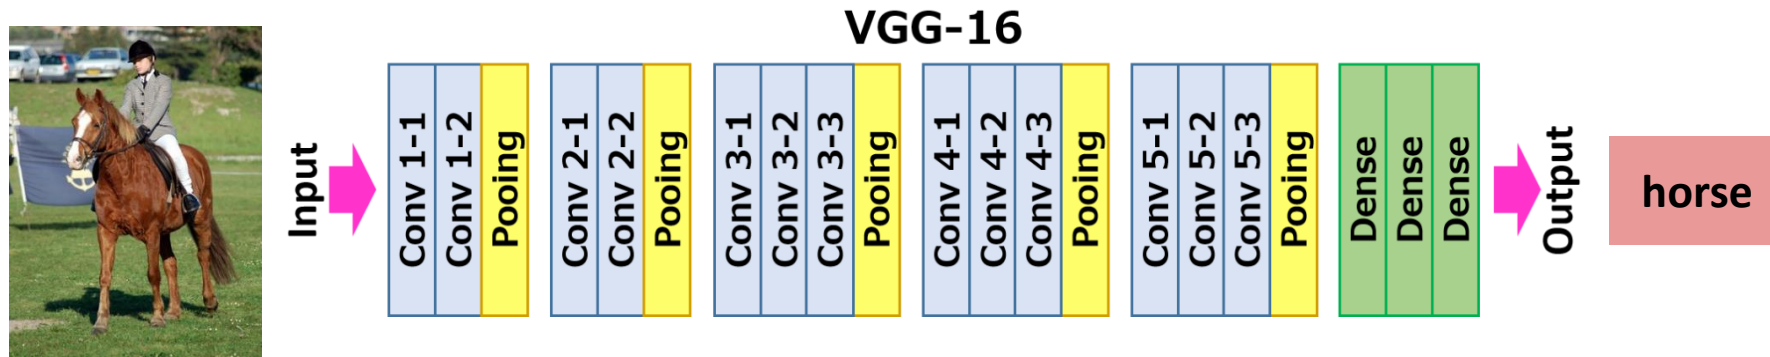 VGG-16
Input
Conv 1-1
Conv 1-2
Pooing
Conv 2-1
Conv 2-2
Pooing
Conv 3-1
Conv 3-2
Conv 3-3
Pooing
Conv 4-1
Conv 4-2
Conv 4-3
Pooing
Conv 5-1
Conv 5-2
Conv 5-3
Pooing
Dense
Dense
Dense
Output
horse